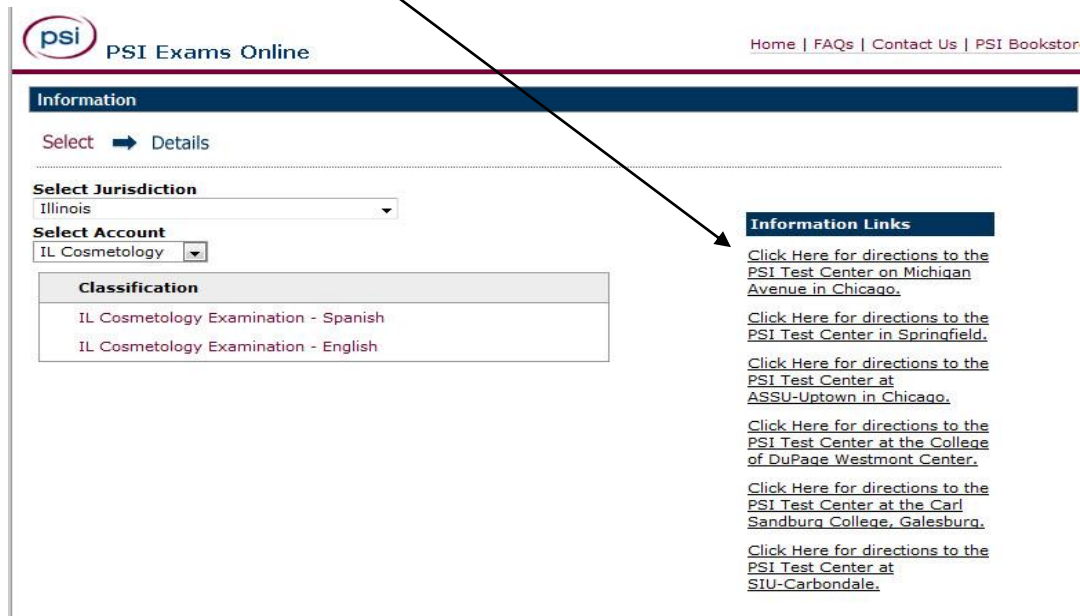 psi
PSI Exams Online
Home | FAQs | Contact Us | PSI Bookstor
Information
Select Details
Select Jurisdiction
Illinois
Select Account
IL Cosmetology
Classification
IL Cosmetology Examination - Spanish
IL Cosmetology Examination - English
Information Links
Click Here for directions to the
PSI Test Center on Michigan
Avenue in Chicago.
Click Here for directions to the
PSI Test Center in Springfield.
Click Here for directions to the
PSI Test Center at
ASSU-Uptown in Chicago.
Click Here for directions to the
PSI Test Center at the College
of DuPage Westmont Center.
Click Here for directions to the
PSI Test Center at the Carl
Sandburg College, Galesburg.
Click Here for directions to the
PSI Test Center at
SIU-Carbondale.